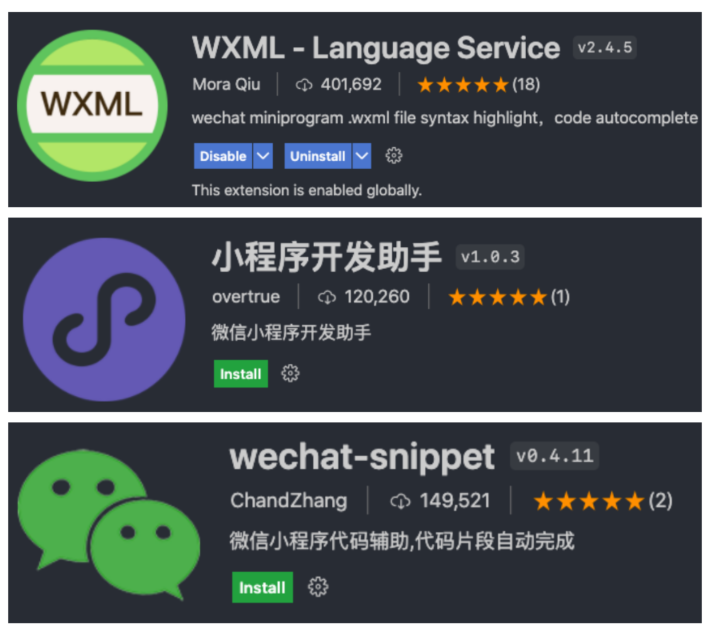 WXML
WXML - Language Service v2.4.5
Mora Qiu 401,692 ★★★★★(18)
wechat miniprogram .wxml file syntax highlight，code autocomplete
Disable Uninstall
This extension is enabled globally.
小程序开发助手 v1.0.3
overtrue 120,260 ★★★★★(1)
微信小程序开发助手
Install
wechat-snippet v0.4.11
ChandZhang 149,521 ★★★★★(2)
微信小程序代码辅助,代码片段自动完成
Install